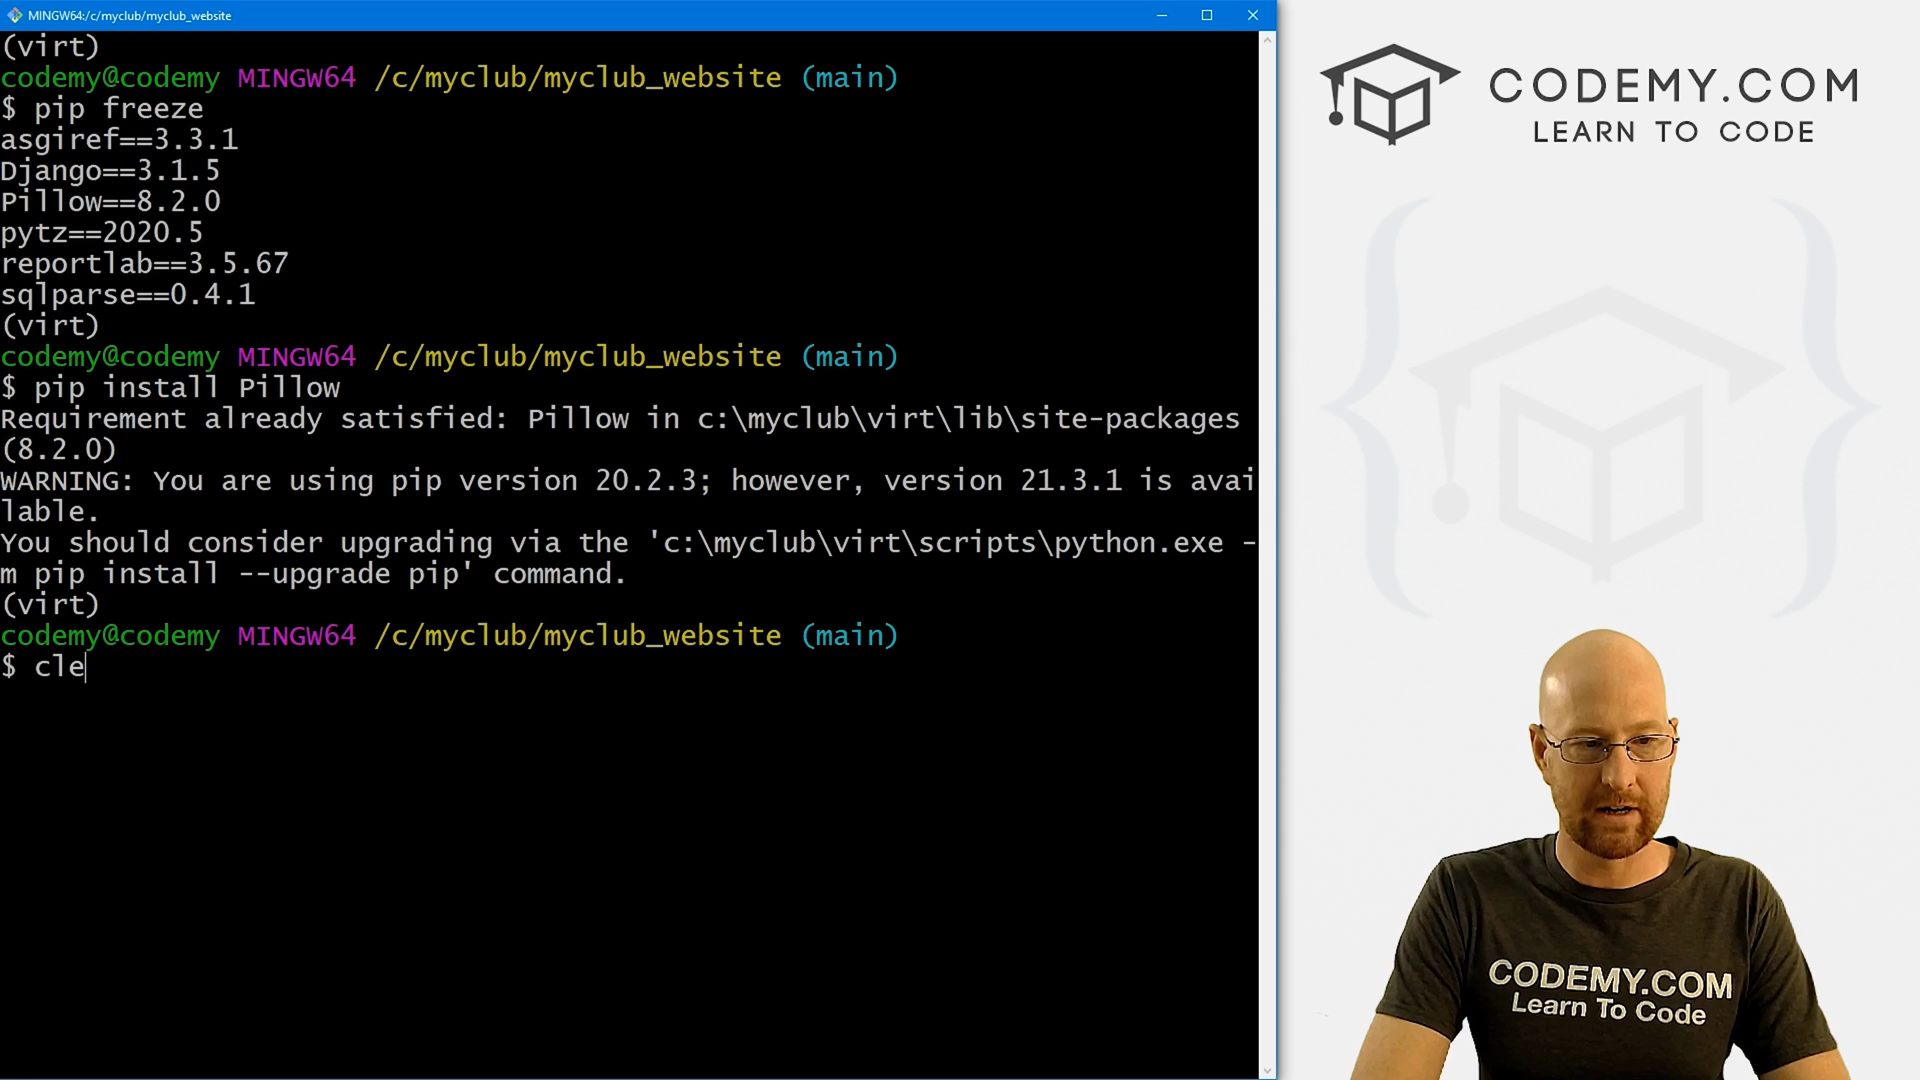 MINGW64:/c/myclub/myclub_website
(virt)
codemy@codemy MINGW64 /c/myclub/myclub_website (main)
$ pip freeze
asgiref==3.3.1
Django==3.1.5
Pillow==8.2.0
pytz==2020.5
reportlab==3.5.67
sqlparse==0.4.1
(virt)
codemy@codemy MINGW64 /c/myclub/myclub_website (main)
$ pip install Pillow
Requirement already satisfied: Pillow in c:\myclub\virt\lib\site-packages
(8.2.0)
WARNING: You are using pip version 20.2.3; however, version 21.3.1 is avai
lable.
You should consider upgrading via the 'c:\myclub\virt\scripts\python.exe -
m pip install --upgrade pip' command.
(virt)
codemy@codemy MINGW64 /c/myclub/myclub_website (main)
$ cle
CODEMY.COM
LEARN TO CODE
CODEMY.COM
Learn To Code